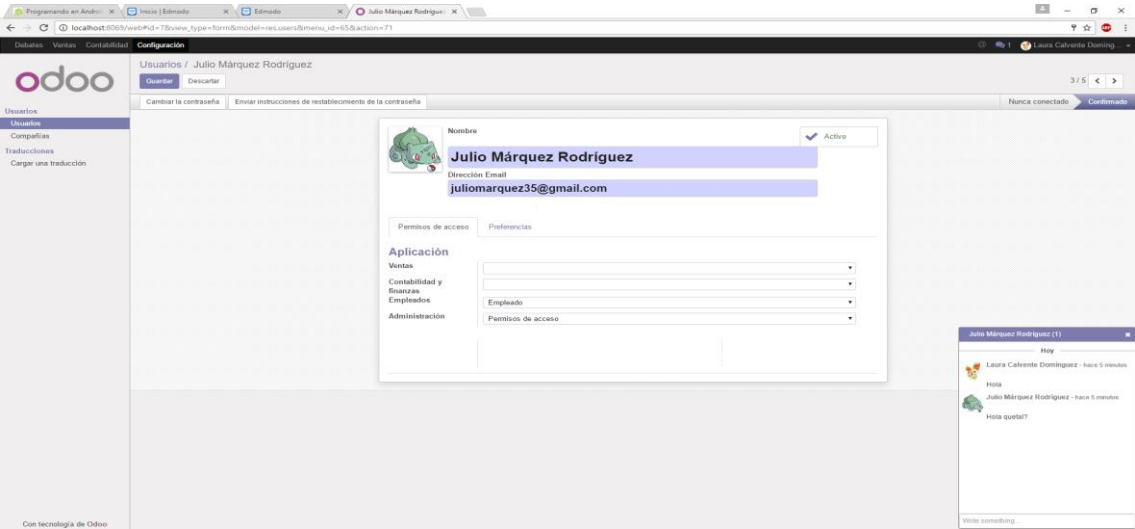 Programando en Androi
Inicio | Edmodo
Edmodo
Julio Márquez Rodrígue
localhost:8069/web#id=7&view_type=form&model=res.users&menu_id=65&action=71
Debates Ventas Contabilidad Configuración
1 Laura Calvente Doming...
odoo
Usuarios / Julio Márquez Rodríguez
Guardar Descartar
3 / 5
Cambiar la contraseña Enviar instrucciones de restablecimiento de la contraseña
Nunca conectado Confirmado
Usuarios
Usuarios
Compañías
Traducciones
Cargar una traducción
Nombre
Activo
Julio Márquez Rodríguez
Dirección Email
juliomarquez35@gmail.com
Permisos de acceso Preferencias
Aplicación
Ventas
Contabilidad y
finanzas
Empleados Empleado
Administración Permisos de acceso
Julio Márquez Rodríguez (1)
Hoy
Laura Calvente Domínguez - hace 5 minutos
Hola
Julio Márquez Rodríguez - hace 5 minutos
Hola quetal?
Write something...
Con tecnología de Odoo